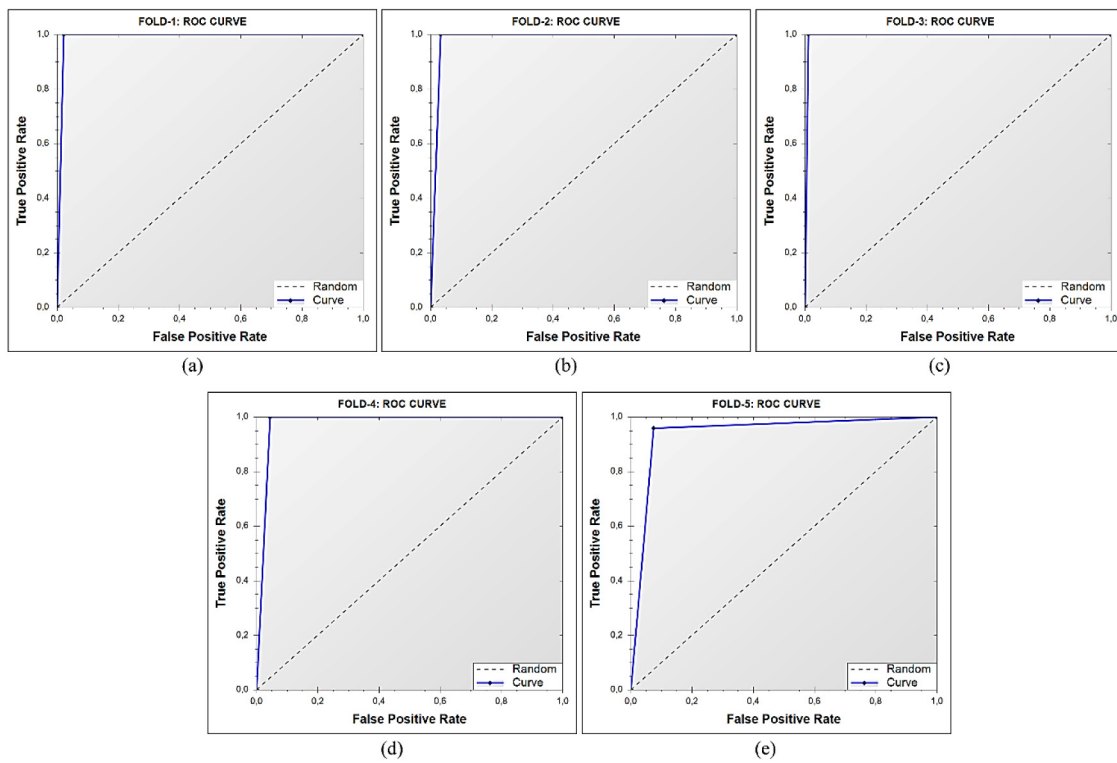 FOLD-1: ROC CURVE
1,0
0,8
0,6
0,4
0,2
0,0
True Positive Rate
Random
Curve
0,0 0,2 0,4 0,6 0,8 1,0
False Positive Rate
(a)
FOLD-2: ROC CURVE
1,0
0,8
0,6
0,4
0,2
0,0
True Positive Rate
Random
Curve
0,0 0,2 0,4 0,6 0,8 1,0
False Positive Rate
(b)
FOLD-3: ROC CURVE
1,0
0,8
0,6
0,4
0,2
0,0
True Positive Rate
Random
Curve
0,0 0,2 0,4 0,6 0,8 1,0
False Positive Rate
(c)
FOLD-4: ROC CURVE
1,0
0,8
0,6
0,4
0,2
0,0
True Positive Rate
Random
Curve
0,0 0,2 0,4 0,6 0,8 1,0
False Positive Rate
(d)
FOLD-5: ROC CURVE
1,0
0,8
0,6
0,4
0,2
0,0
True Positive Rate
Random
Curve
0,0 0,2 0,4 0,6 0,8 1,0
False Positive Rate
(e)